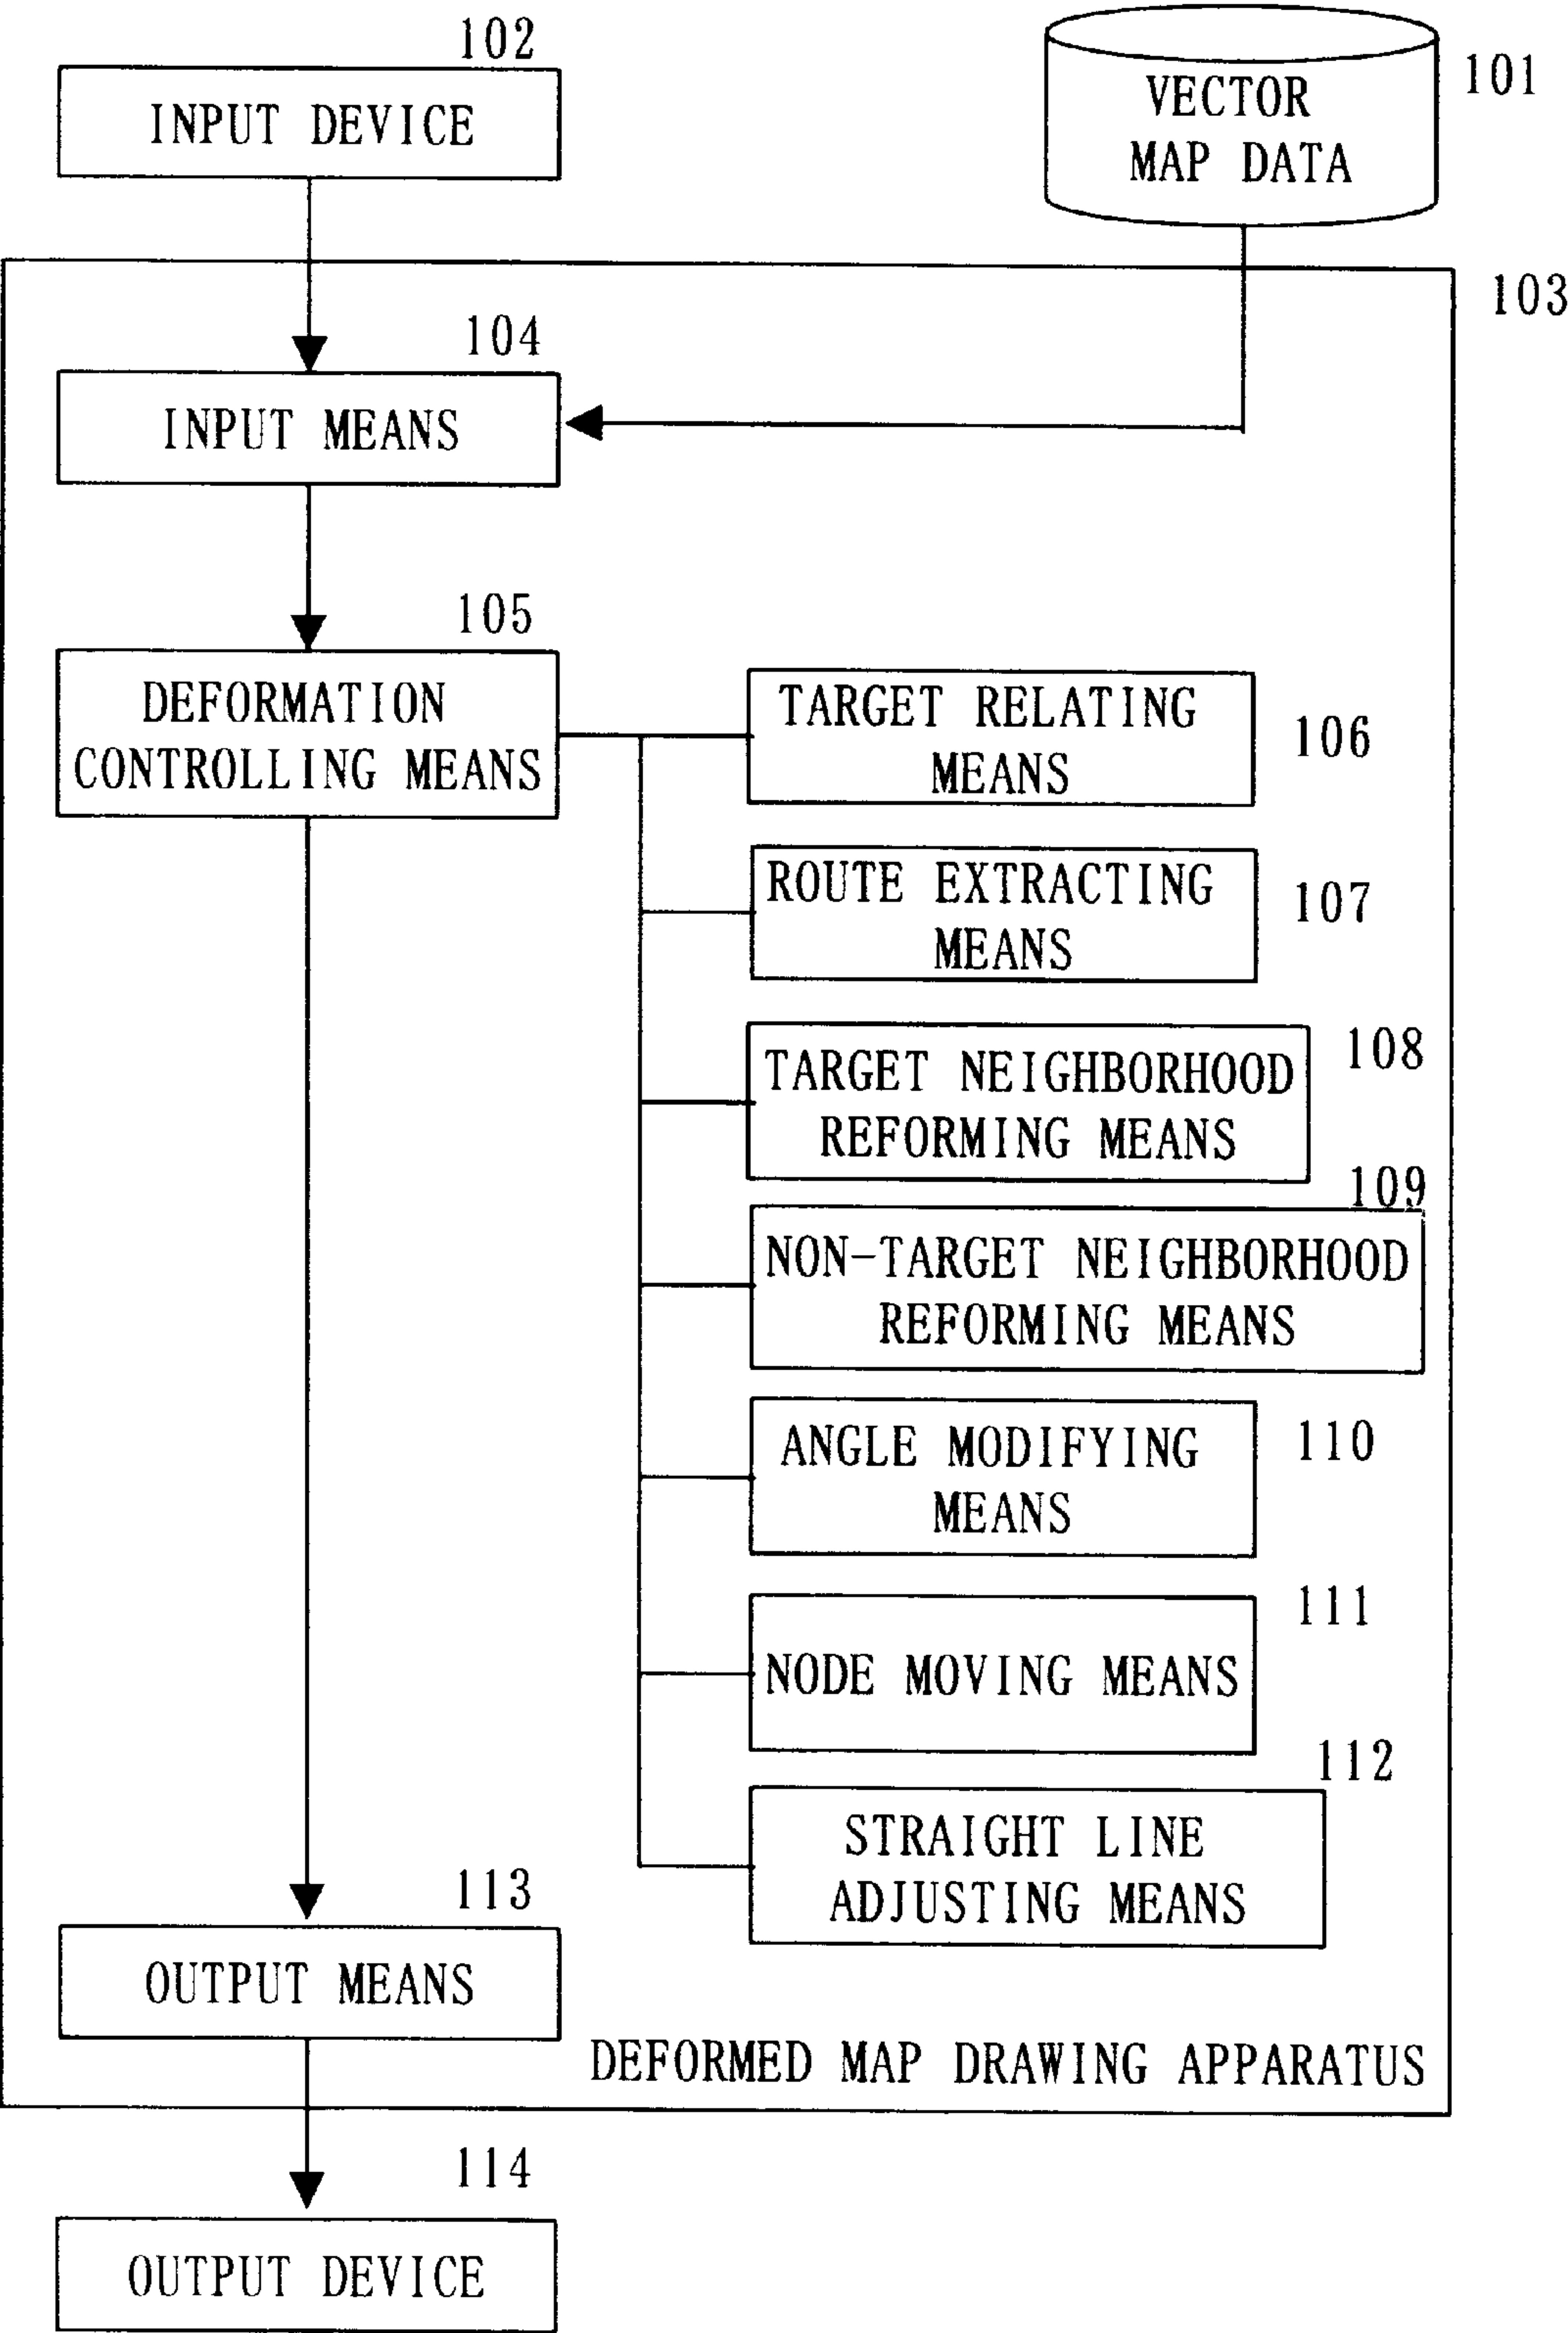 102
INPUT DEVICE
VECTOR
MAP DATA
101
103
104
INPUT MEANS
105
DEFORMATION
CONTROLLING MEANS
TARGET RELATING
MEANS
106
ROUTE EXTRACTING
MEANS
107
108
TARGET NEIGHBORHOOD
REFORMING MEANS
109
NON-TARGET NEIGHBORHOOD
REFORMING MEANS
ANGLE MODIFYING
MEANS
110
111
NODE MOVING MEANS
112
STRAIGHT LINE
ADJUSTING MEANS
113
OUTPUT MEANS
DEFORMED MAP DRAWING APPARATUS
114
OUTPUT DEVICE